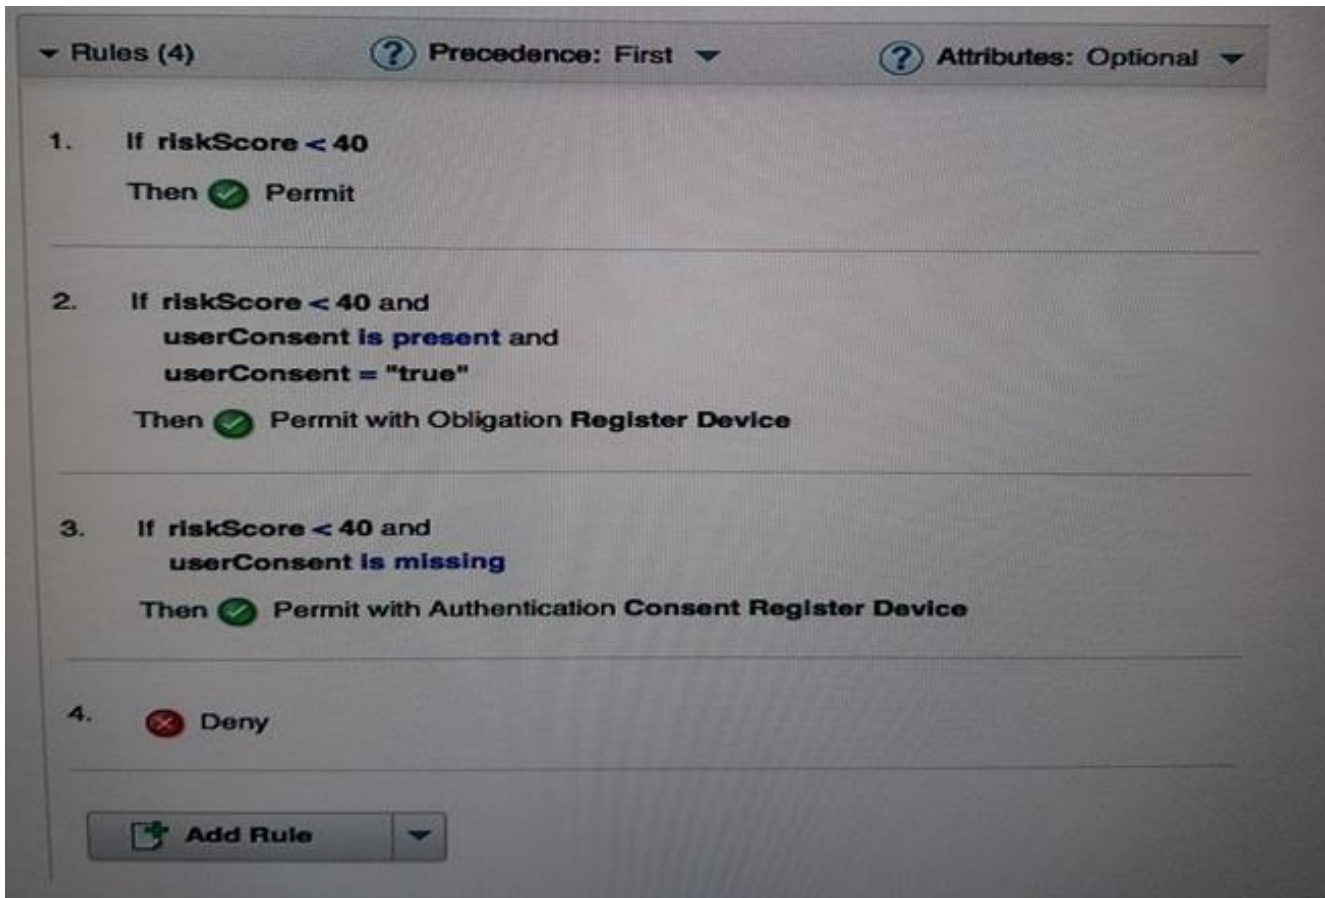 Rules (4) ? Precedence: First ? Attributes: Optional
1. If riskScore < 40
Then Permit
2. If riskScore < 40 and
userConsent is present and
userConsent = "true"
Then Permit with Obligation Register Device
3. If riskScore < 40 and
userConsent is missing
Then Permit with Authentication Consent Register Device
4. Deny
Add Rule